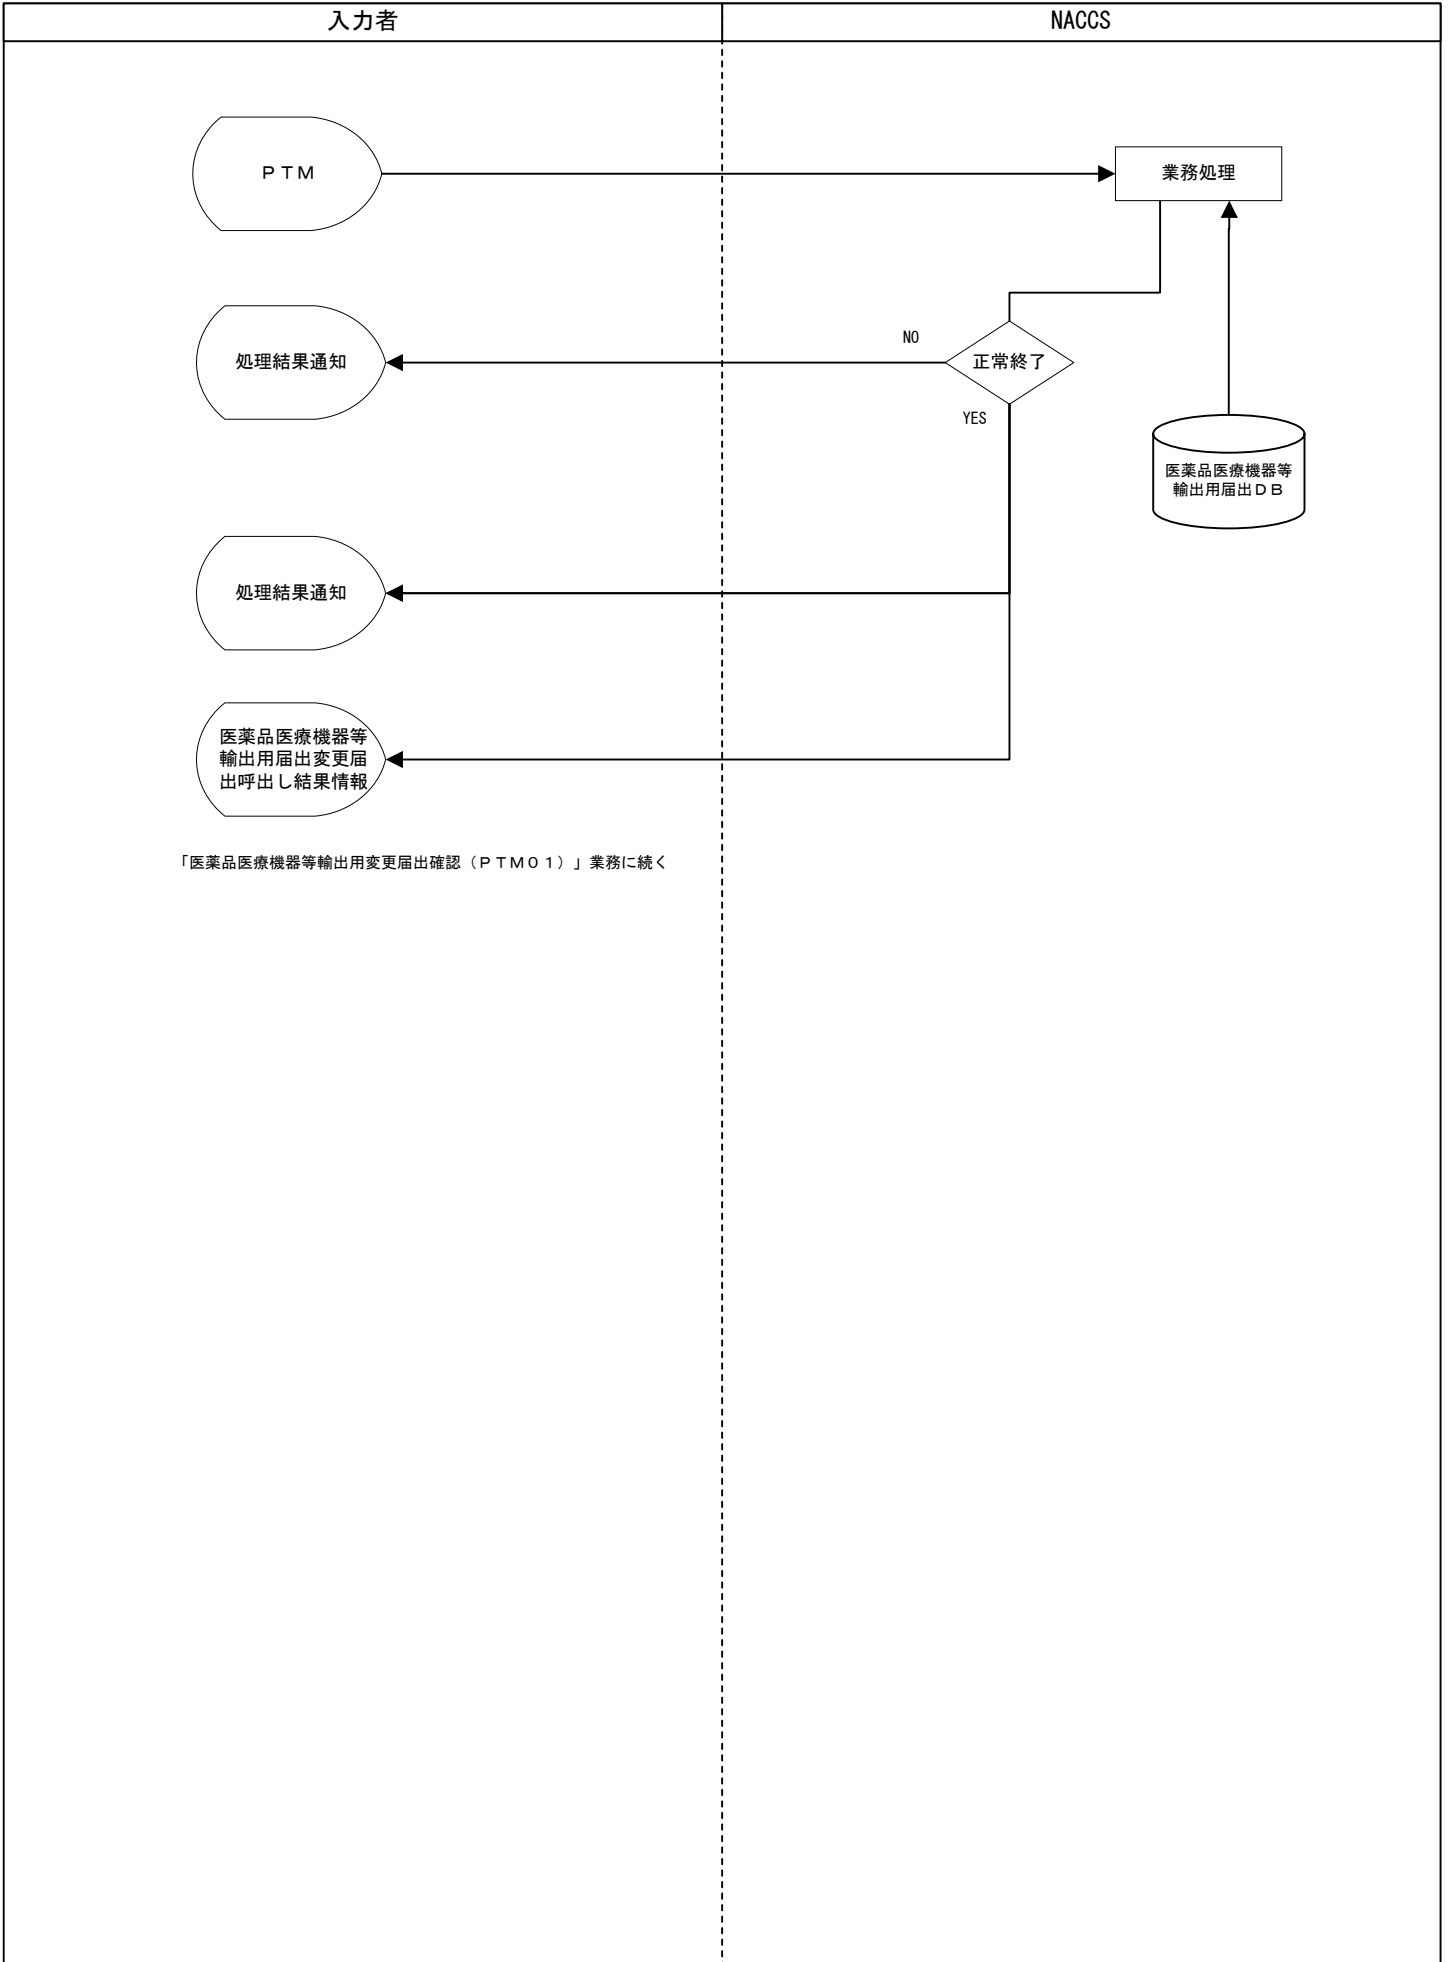 入力者
NACCS
ＰＴＭ
業務処理
NO
処理結果通知
正常終了
YES
医薬品医療機器等
輸出用届出ＤＢ
処理結果通知
医薬品医療機器等
輸出用届出変更届
出呼出し結果情報
「医薬品医療機器等輸出用変更届出確認（ＰＴＭ０１）」業務に続く